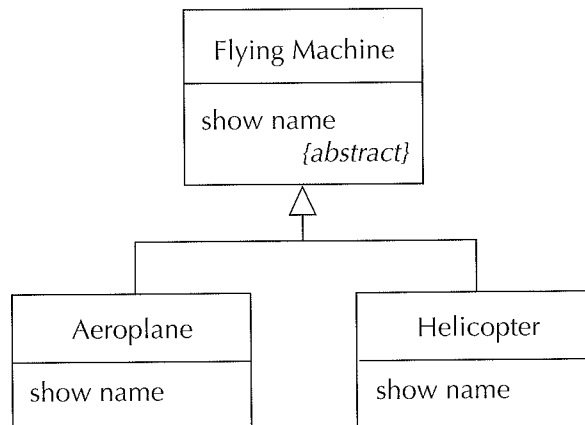 Flying Machine
show name
{abstract}
Aeroplane
show name
Helicopter
show name